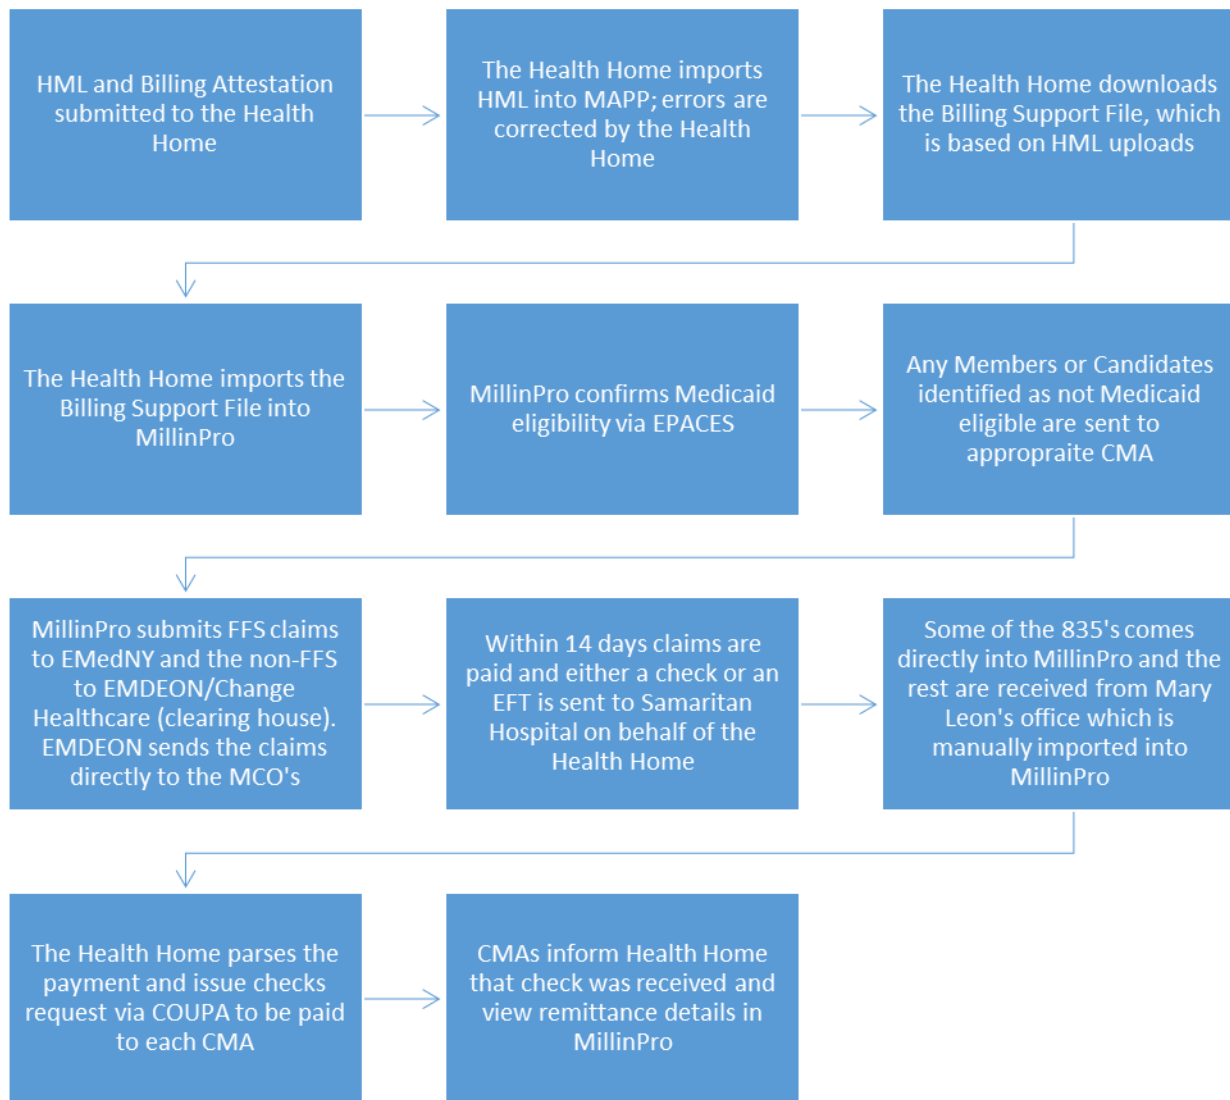 HML and Billing Attestation
submitted to the Health
Home
The Health Home imports
HML into MAPP; errors are
corrected by the Health
Home
The Health Home downloads
the Billing Support File, which
is based on HML uploads
The Health Home imports the
Billing Support File into
MillinPro
MillinPro confirms Medicaid
eligibility via EPACES
Any Members or Candidates
identified as not Medicaid
eligible are sent to
appropraite CMA
MillinPro submits FFS claims
to EMedNY and the non-FFS
to EMDEON/Change
Healthcare (clearing house).
EMDEON sends the claims
directly to the MCO's
Within 14 days claims are
paid and either a check or an
EFT is sent to Samaritan
Hospital on behalf of the
Health Home
Some of the 835's comes
directly into MillinPro and the
rest are received from Mary
Leon's office which is
manually imported into
MillinPro
The Health Home parses the
payment and issue checks
request via COUPA to be paid
to each CMA
CMAs inform Health Home
that check was received and
view remittance details in
MillinPro